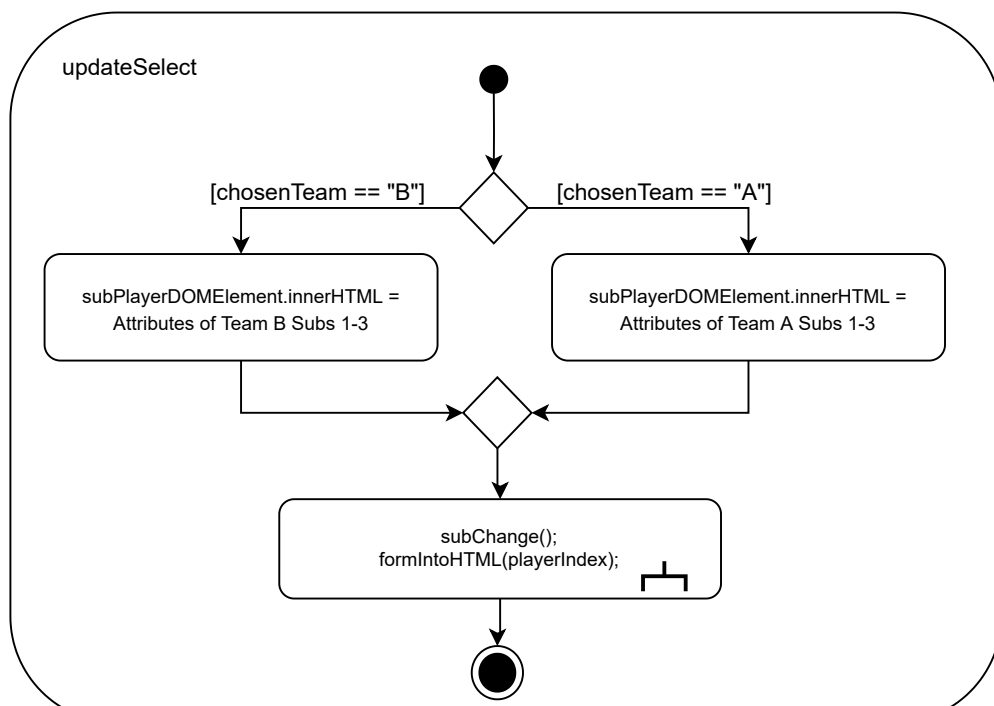 updateSelect
[chosenTeam == "B"]
[chosenTeam == "A"]
subPlayerDOMElement.innerHTML =
Attributes of Team B Subs 1-3
subPlayerDOMElement.innerHTML =
Attributes of Team A Subs 1-3
subChange();
formIntoHTML(playerIndex);